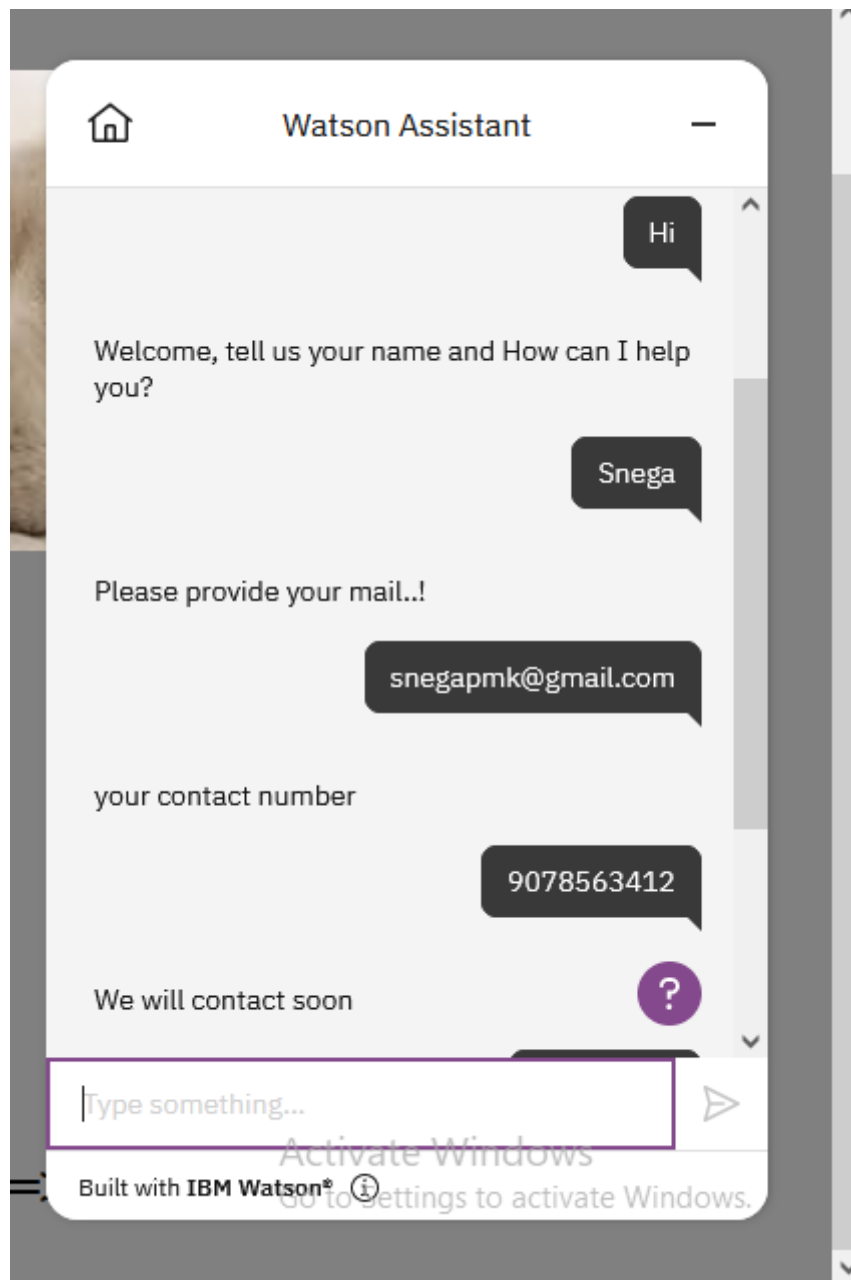 Watson Assistant
Hi
Welcome, tell us your name and How can I help
you?
Snega
Please provide your mail..!
snegapmk@gmail.com
your contact number
9078563412
We will contact soon
?
Type something...
Activate Windows
Built with IBM Watson®
Go to Settings to activate Windows.